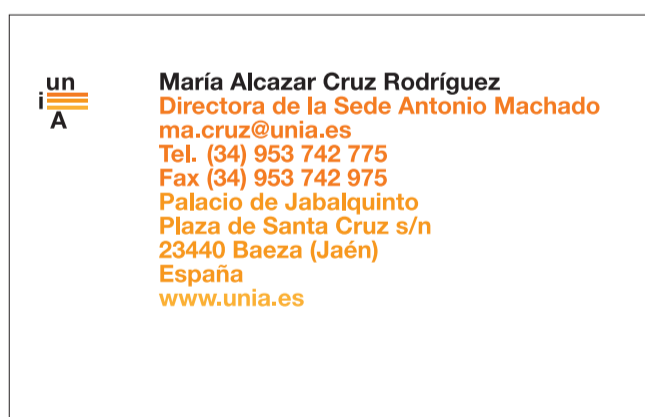 un
i
A
María Alcazar Cruz Rodríguez
Directora de la Sede Antonio Machado
ma.cruz@unia.es
Tel. (34) 953 742 775
Fax (34) 953 742 975
Palacio de Jabalquinto
Plaza de Santa Cruz s/n
23440 Baeza (Jaén)
España
www.unia.es